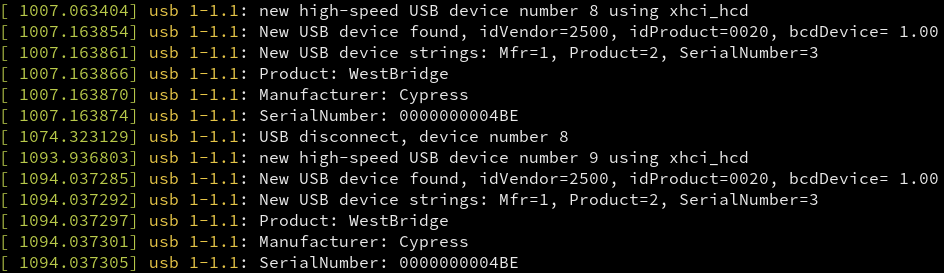 [ 1007.063404] usb 1-1.1: new high-speed USB device number 8 using xhci_hcd
[ 1007.163854] usb 1-1.1: New USB device found, idVendor=2500, idProduct=0020, bcdDevice= 1.00
[ 1007.163861] usb 1-1.1: New USB device strings: Mfr=1, Product=2, SerialNumber=3
[ 1007.163866] usb 1-1.1: Product: WestBridge
[ 1007.163870] usb 1-1.1: Manufacturer: Cypress
[ 1007.163874] usb 1-1.1: SerialNumber: 0000000004BE
[ 1074.323129] usb 1-1.1: USB disconnect, device number 8
[ 1093.936803] usb 1-1.1: new high-speed USB device number 9 using xhci_hcd
[ 1094.037285] usb 1-1.1: New USB device found, idVendor=2500, idProduct=0020, bcdDevice= 1.00
[ 1094.037292] usb 1-1.1: New USB device strings: Mfr=1, Product=2, SerialNumber=3
[ 1094.037297] usb 1-1.1: Product: WestBridge
[ 1094.037301] usb 1-1.1: Manufacturer: Cypress
[ 1094.037305] usb 1-1.1: SerialNumber: 0000000004BE